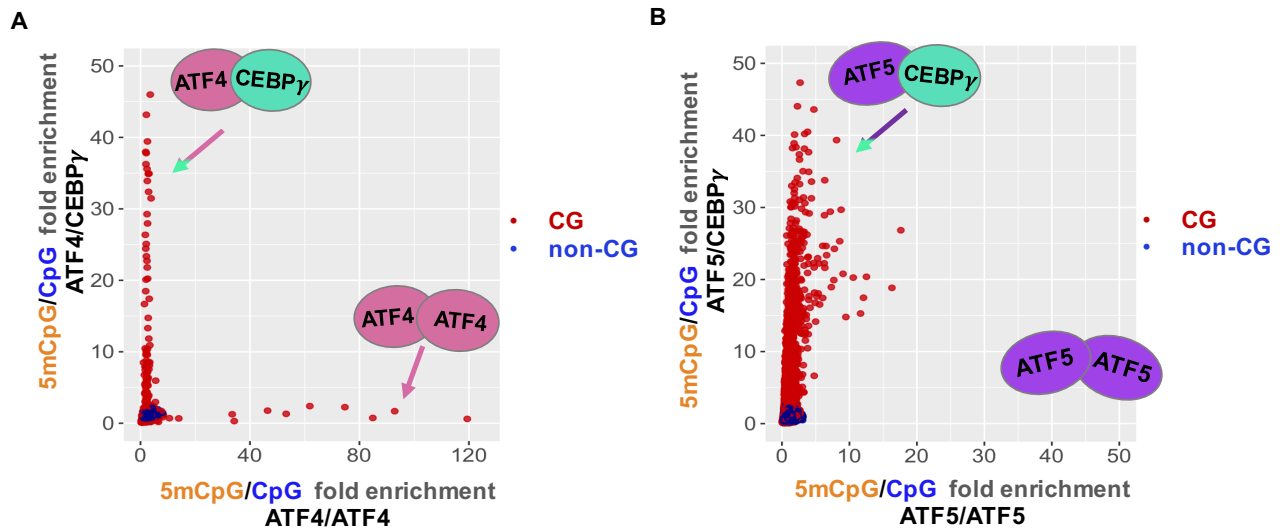 A
5mCpG/CpG fold enrichment
ATF4/CEBPγ
50
40
30
20
10
0
0
40
80
120
ATF4 CEBPγ
ATF4 ATF4
CG
non-CG
5mCpG/CpG fold enrichment
ATF4/ATF4
B
5mCpG/CpG fold enrichment
ATF5/CEBPγ
50
40
30
20
10
0
0
10
20
30
40
50
ATF5 CEBPγ
ATF5 ATF5
CG
non-CG
5mCpG/CpG fold enrichment
ATF5/ATF5